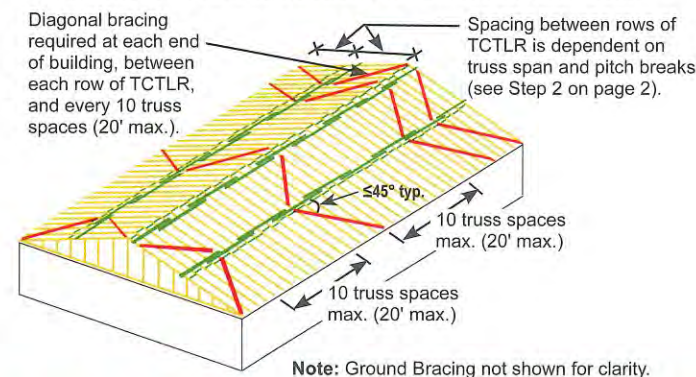 Diagonal bracing
required at each end
of building, between
each row of TCTLR,
and every 10 truss
spaces (20' max.).
Spacing between rows of
TCTLR is dependent on
truss span and pitch breaks
(see Step 2 on page 2).
≤45° typ.
10 truss spaces
max. (20' max.)
10 truss spaces
max. (20' max.)
Note: Ground Bracing not shown for clarity.